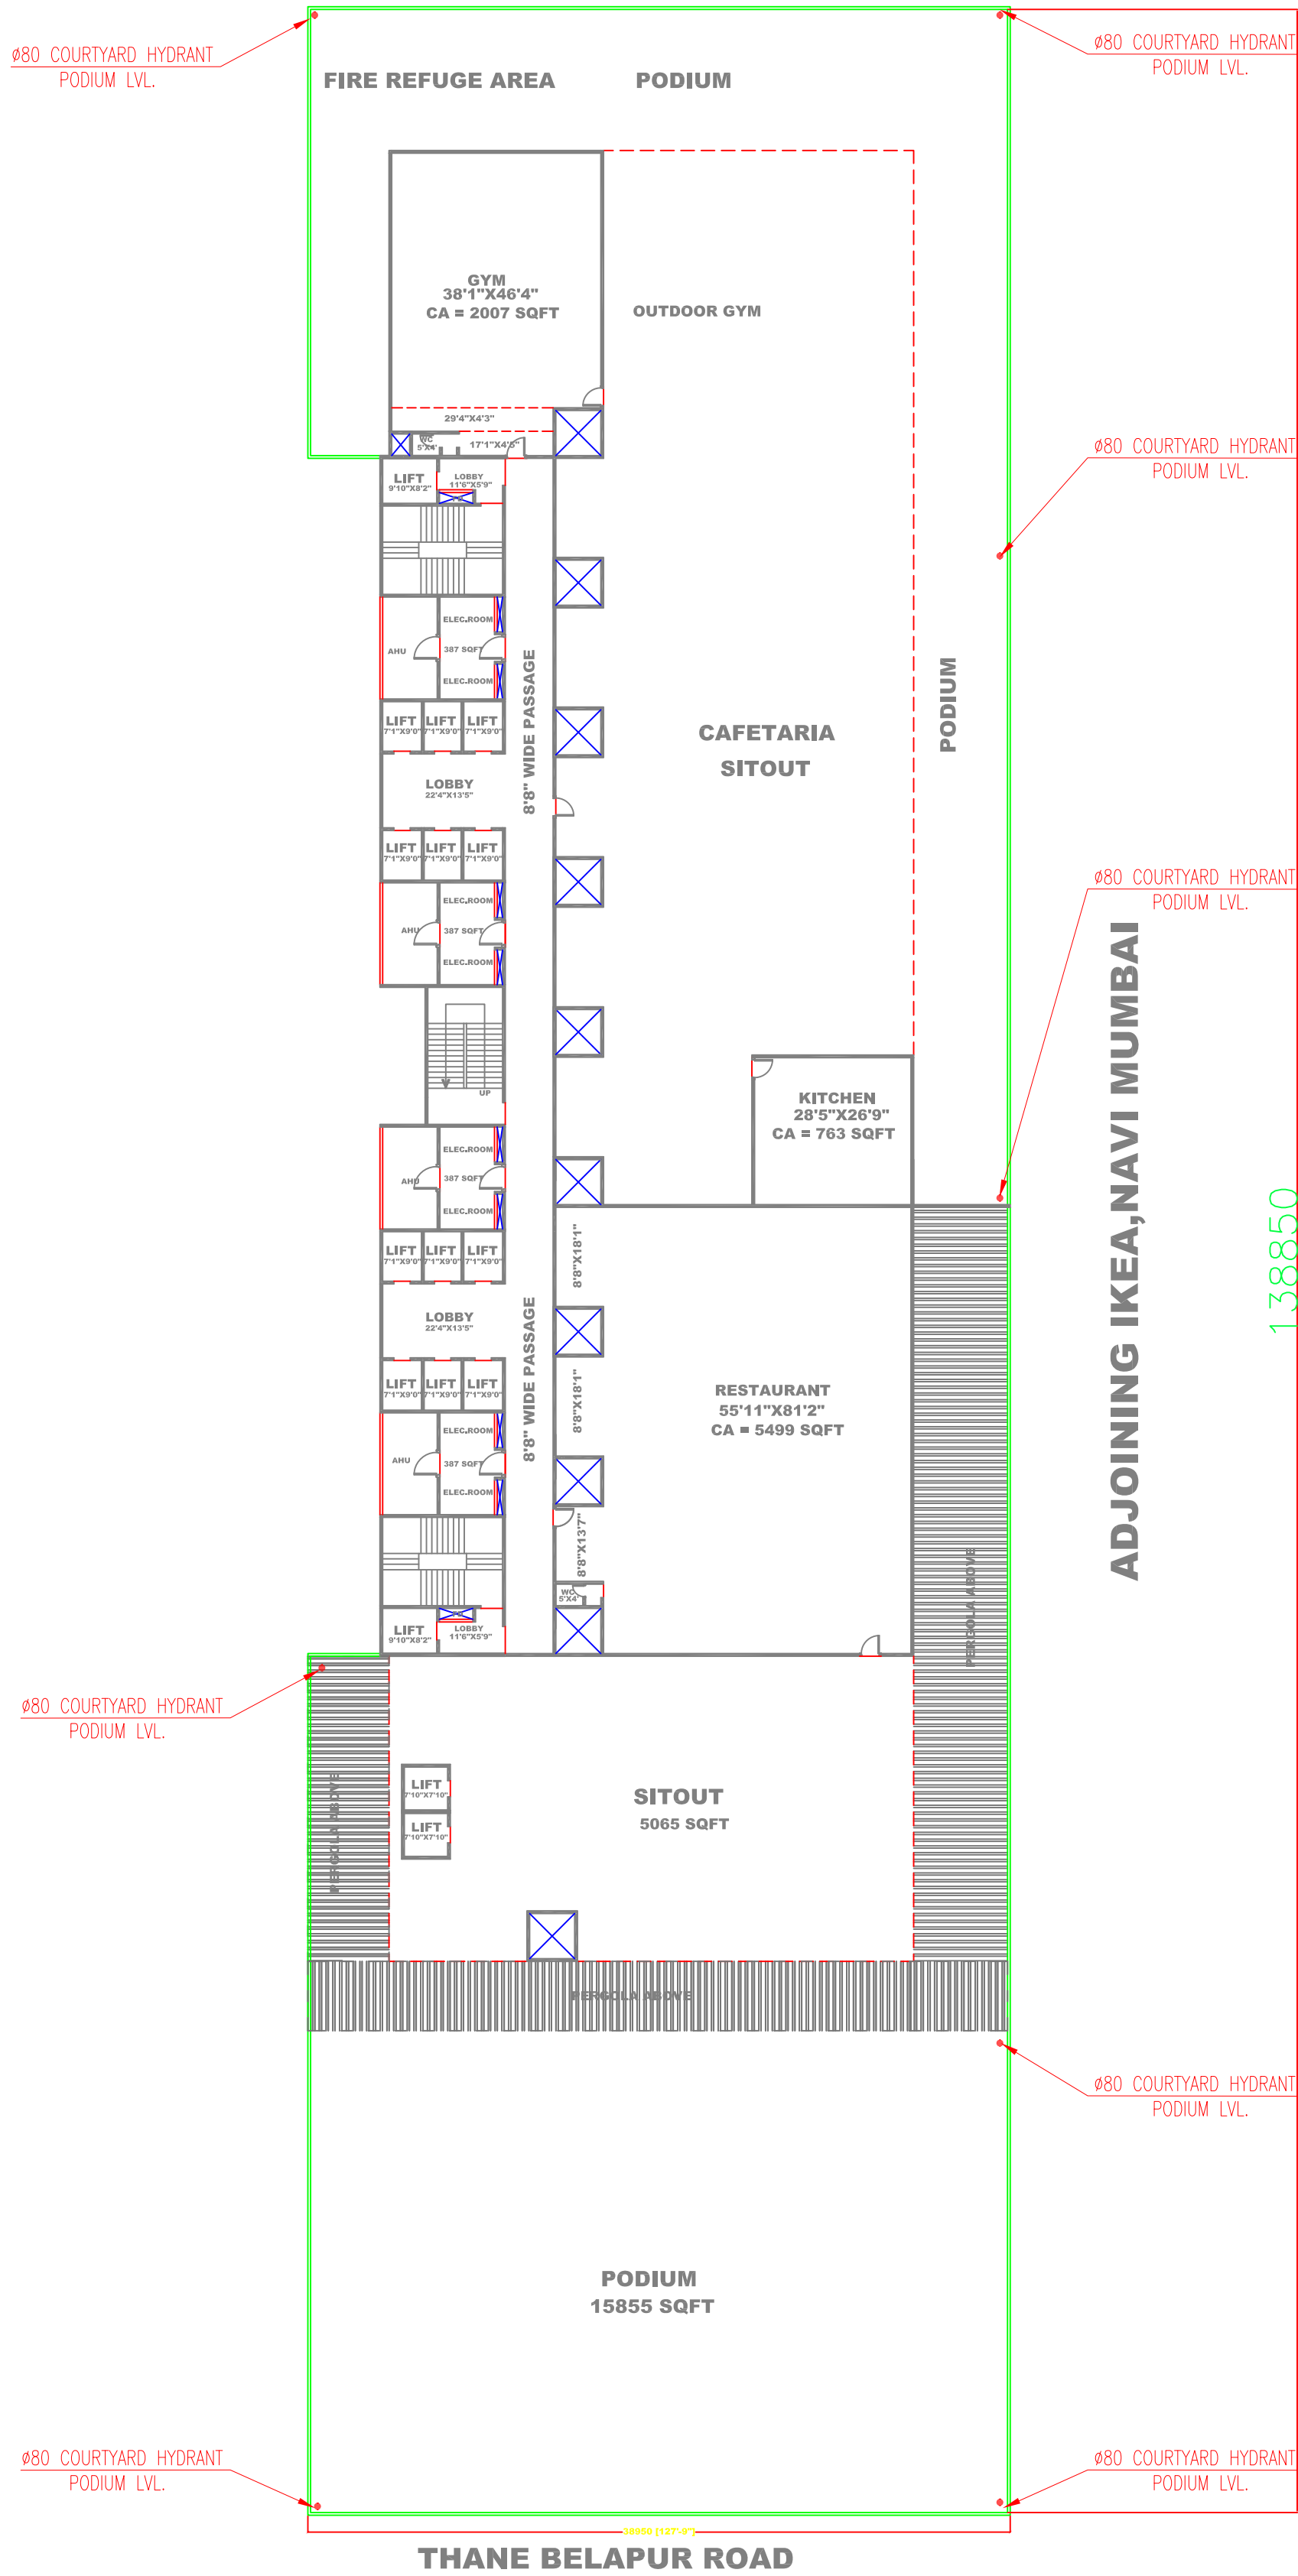 ø80 COURTYARD HYDRANT
PODIUM LVL.
ø80 COURTYARD HYDRANT
PODIUM LVL.
FIRE REFUGE AREA
PODIUM
GYM
38'1"X46'4"
CA = 2007 SQFT
OUTDOOR GYM
29'4"X4'3"
WC
5'X4'
17'1"X4'5"
ø80 COURTYARD HYDRANT
PODIUM LVL.
LIFT
9'10"X8'2"
LOBBY
11'6"X5'9"
ELEC.ROOM
AHU
387 SQFT
ELEC.ROOM
8'8" WIDE PASSAGE
PODIUM
LIFT
7'1"X9'0"
LIFT
7'1"X9'0"
LIFT
7'1"X9'0"
CAFETARIA
SITOUT
LOBBY
22'4"X13'5"
LIFT
7'1"X9'0"
LIFT
7'1"X9'0"
LIFT
7'1"X9'0"
ø80 COURTYARD HYDRANT
PODIUM LVL.
ELEC.ROOM
AHU
387 SQFT
ELEC.ROOM
ADJOINING IKEA,NAVI MUMBAI
UP
KITCHEN
28'5"X26'9"
CA = 763 SQFT
ELEC.ROOM
AHU
387 SQFT
ELEC.ROOM
138850
8'8"X18'1"
LIFT
7'1"X9'0"
LIFT
7'1"X9'0"
LIFT
7'1"X9'0"
LOBBY
22'4"X13'5"
8'8" WIDE PASSAGE
8'8"X18'1"
LIFT
7'1"X9'0"
LIFT
7'1"X9'0"
LIFT
7'1"X9'0"
RESTAURANT
55'11"X81'2"
CA = 5499 SQFT
ELEC.ROOM
AHU
387 SQFT
ELEC.ROOM
8'8"X13'7"
PERGOLA ABOVE
WC
5'X4'
LIFT
9'10"X8'2"
LOBBY
11'6"X5'9"
ø80 COURTYARD HYDRANT
PODIUM LVL.
PERGOLA ABOVE
LIFT
7'10"X7'10"
LIFT
7'10"X7'10"
SITOUT
5065 SQFT
PERGOLA ABOVE
ø80 COURTYARD HYDRANT
PODIUM LVL.
PODIUM
15855 SQFT
ø80 COURTYARD HYDRANT
PODIUM LVL.
ø80 COURTYARD HYDRANT
PODIUM LVL.
THANE BELAPUR ROAD